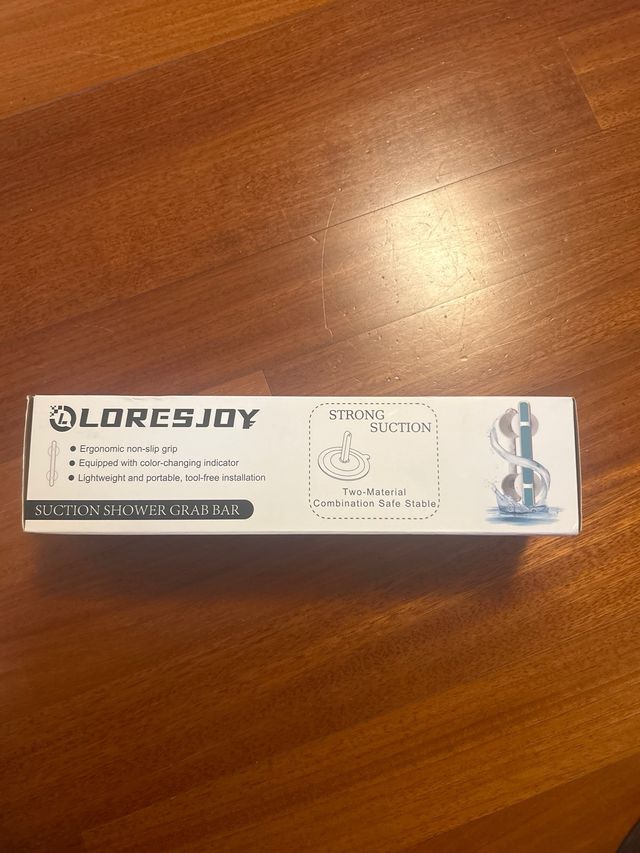 LORESJOY
Ergonomic non-slip grip
Equipped with color-changing indicator
Lightweight and portable, tool-free installation
SUCTION SHOWER GRAB BAR
STRONG
SUCTION
Two-Material
Combination Safe Stable